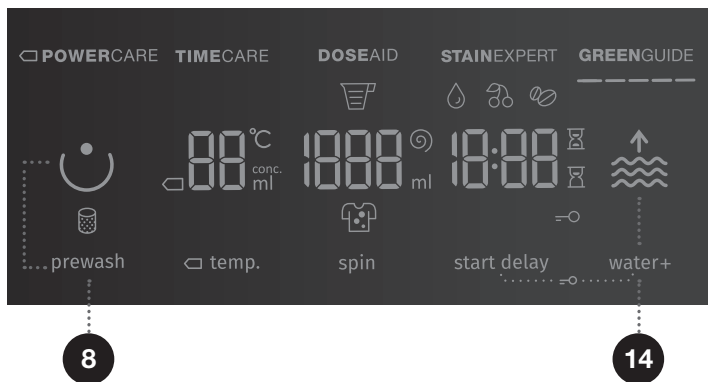 POWERCARE TIMECARE DOSEAID STAINEXPERT GREENGUIDE
88 °C 1888 18:88
conc.
ml ml
prewash temp. spin start delay water+
8 14